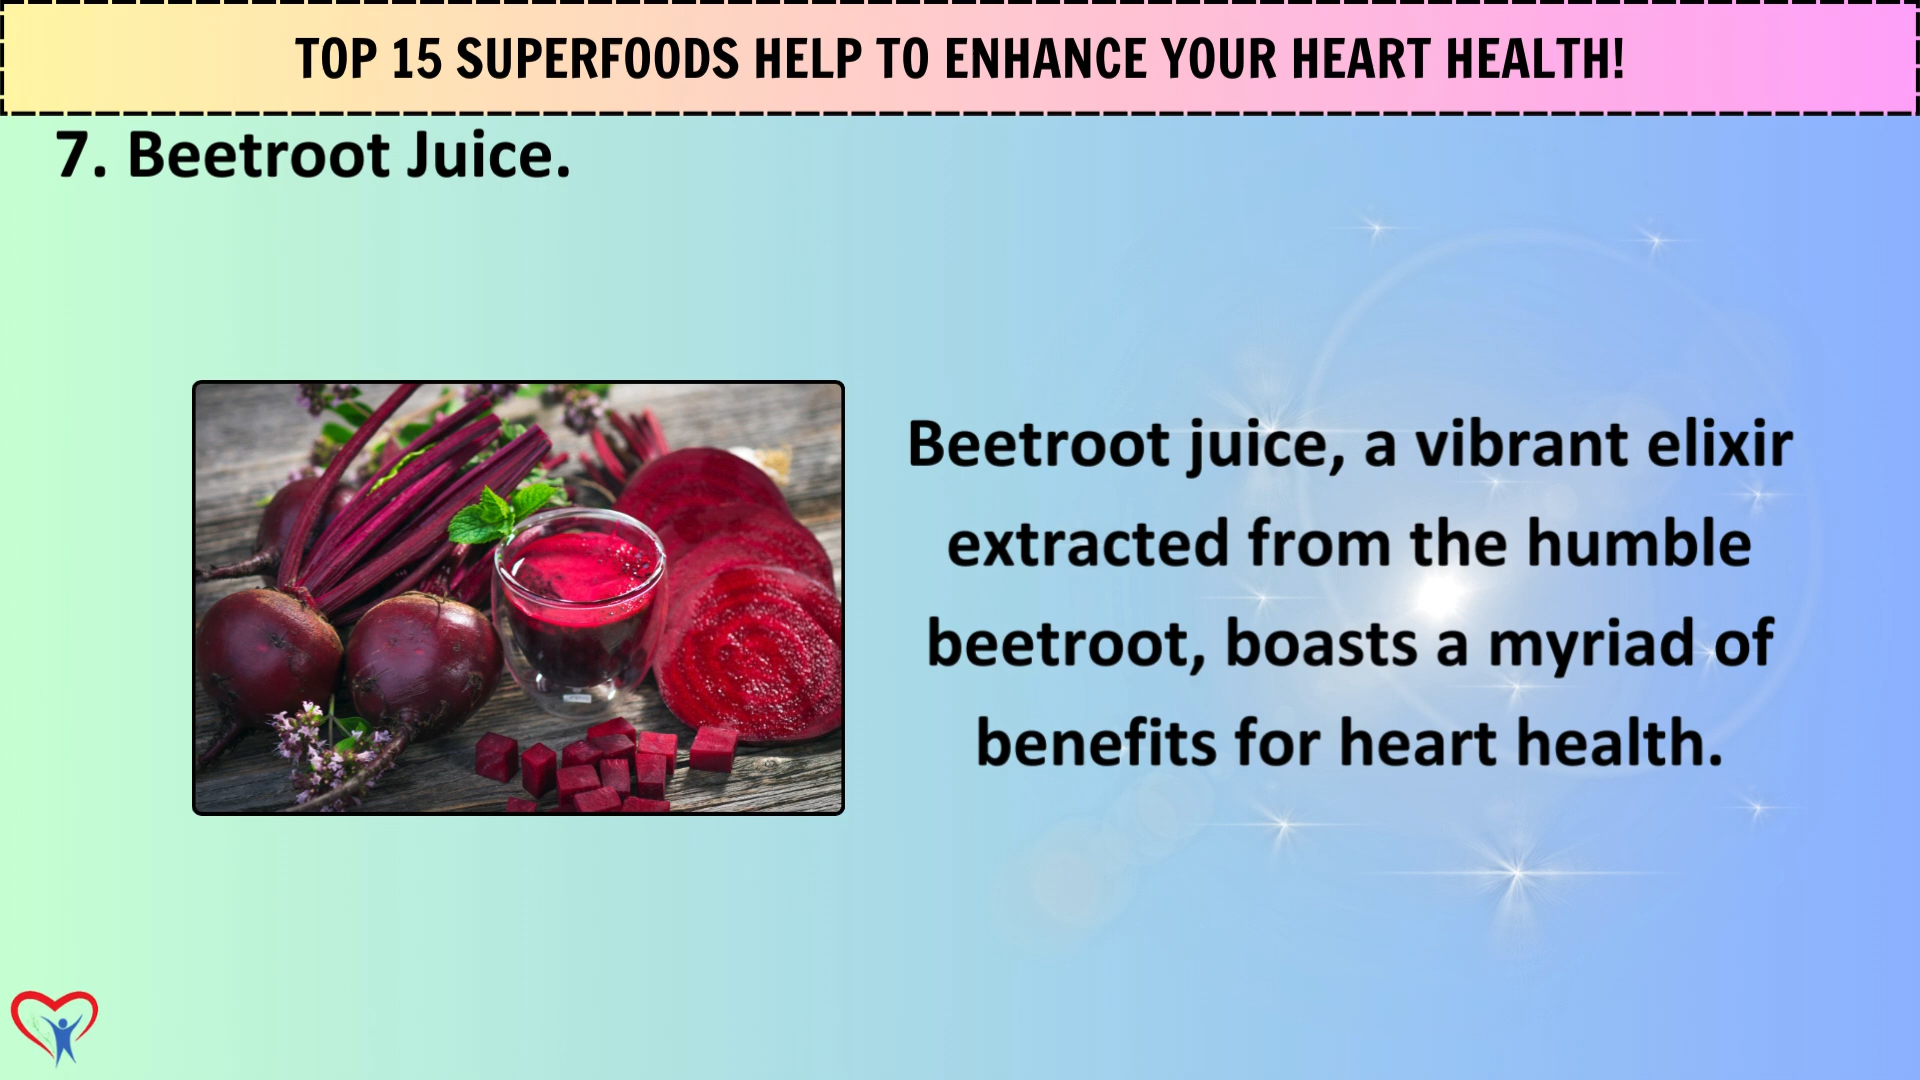 TOP 15 SUPERFOODS HELP TO ENHANCE YOUR HEART HEALTH!
7. Beetroot Juice.
Beetroot juice, a vibrant elixir
extracted from the humble
beetroot, boasts a myriad of
benefits for heart health.